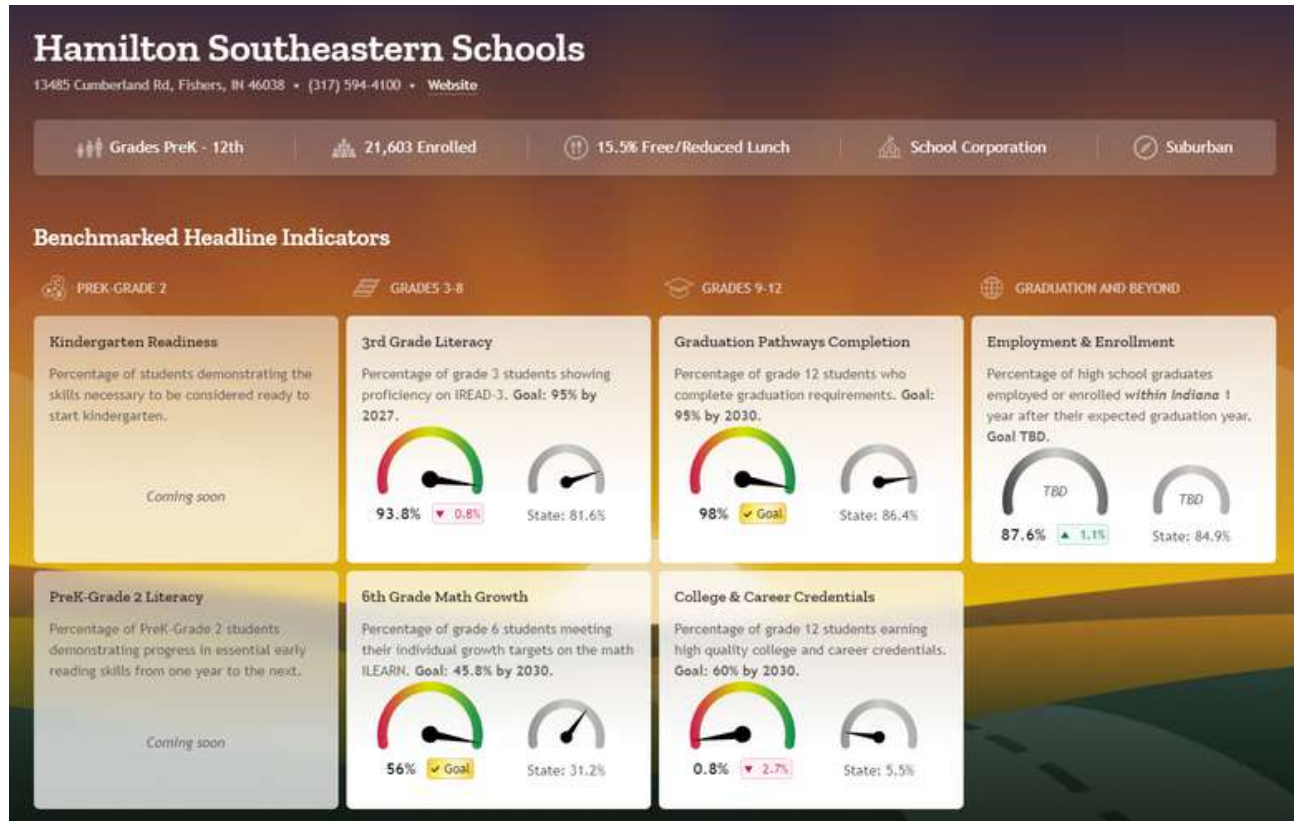 Hamilton Southeastern Schools
13485 Cumberland Rd, Fishers, IN 46038 • (317) 594-4100 • Website
Grades PreK - 12th
21,603 Enrolled
15.5% Free/Reduced Lunch
School Corporation
Suburban
Benchmarked Headline Indicators
PREK-GRADE 2
GRADES 3-8
GRADES 9-12
GRADUATION AND BEYOND
Kindergarten Readiness
Percentage of students demonstrating the
skills necessary to be considered ready to
start kindergarten.
Coming soon
3rd Grade Literacy
Percentage of grade 3 students showing
proficiency on IREAD-3. Goal: 95% by
2027.
93.8% ▼ 0.8%
State: 81.6%
Graduation Pathways Completion
Percentage of grade 12 students who
complete graduation requirements. Goal:
95% by 2030.
98% ✓ Goal
State: 86.4%
Employment & Enrollment
Percentage of high school graduates
employed or enrolled within Indiana 1
year after their expected graduation year.
Goal TBD.
TBD
TBD
87.6% ▲ 1.1%
State: 84.9%
PreK-Grade 2 Literacy
Percentage of PreK-Grade 2 students
demonstrating progress in essential early
reading skills from one year to the next.
Coming soon
6th Grade Math Growth
Percentage of grade 6 students meeting
their individual growth targets on the math
ILEARN. Goal: 45.8% by 2030.
56% ✓ Goal
State: 31.2%
College & Career Credentials
Percentage of grade 12 students earning
high quality college and career credentials.
Goal: 60% by 2030.
0.8% ▼ 2.7%
State: 5.5%